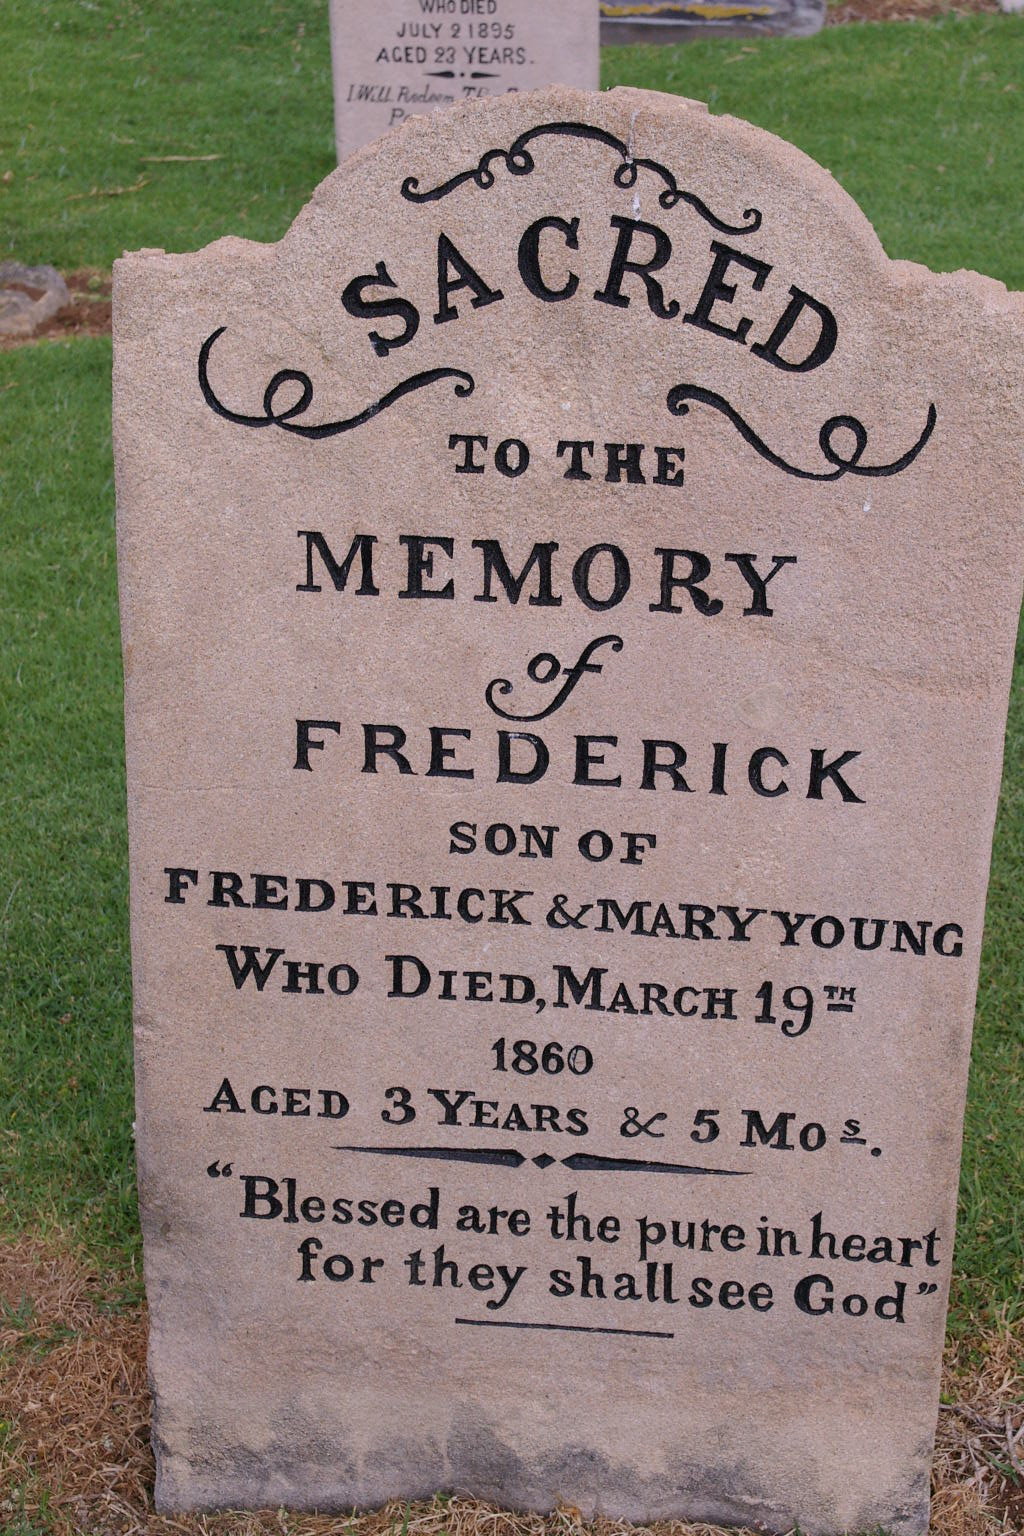 WHO DIED
JULY 2 1895
AGED 23 YEARS.
I Will Redeem
SACRED
TO THE
MEMORY
of
FREDERICK
SON OF
FREDERICK & MARY YOUNG
WHO DIED, MARCH 19TH
1860
AGED 3 YEARS & 5 MOS.
"Blessed are the pure in heart
for they shall see God"